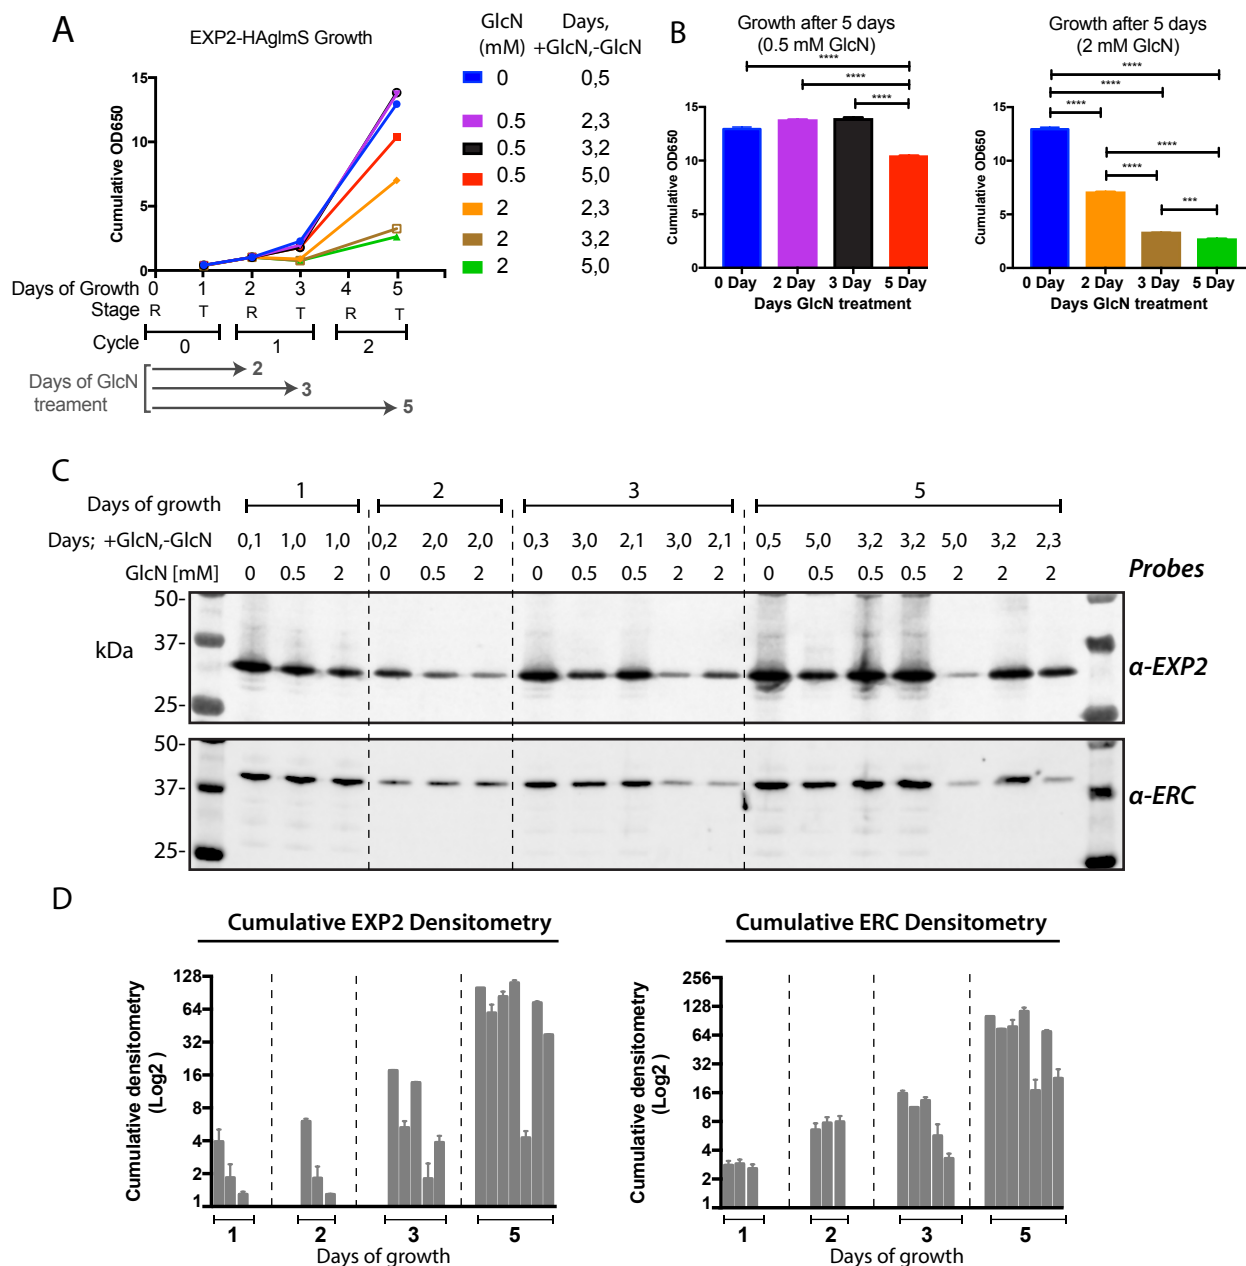 A
EXP2-HAglmS Growth
GlcN
(mM)
Days,
+GlcN,-GlcN
0 0,5
0.5 2,3
0.5 3,2
0.5 5,0
2 2,3
2 3,2
2 5,0
Cumulative OD650
15
10
5
0
Days of Growth 0 1 2 3 4 5
Stage R T R T R T
Cycle 0 1 2
Days of GlcN
treament
2
3
5
B
Growth after 5 days
(0.5 mM GlcN)
****
****
****
Cumulative OD650
15
10
5
0
0 Day 2 Day 3 Day 5 Day
Days GlcN treatment
Growth after 5 days
(2 mM GlcN)
****
****
****
****
****
***
Cumulative OD650
15
10
5
0
0 Day 2 Day 3 Day 5 Day
Days GlcN treatment
C
Days of growth 1 2 3 5
Days; +GlcN,-GlcN 0,1 1,0 1,0 0,2 2,0 2,0 0,3 3,0 2,1 3,0 2,1 0,5 5,0 3,2 3,2 5,0 3,2 2,3
GlcN [mM] 0 0.5 2 0 0.5 2 0 0.5 0.5 2 2 0 0.5 0.5 0.5 2 2 2
Probes
kDa
50-
37-
25-
α-EXP2
50-
37-
25-
α-ERC
D
Cumulative EXP2 Densitometry
Cumulative densitometry
(Log2 )
128
64
32
16
8
4
2
1
1 2 3 5
Days of growth
Cumulative ERC Densitometry
Cumulative densitometry
(Log2 )
256
128
64
32
16
8
4
2
1
1 2 3 5
Days of growth